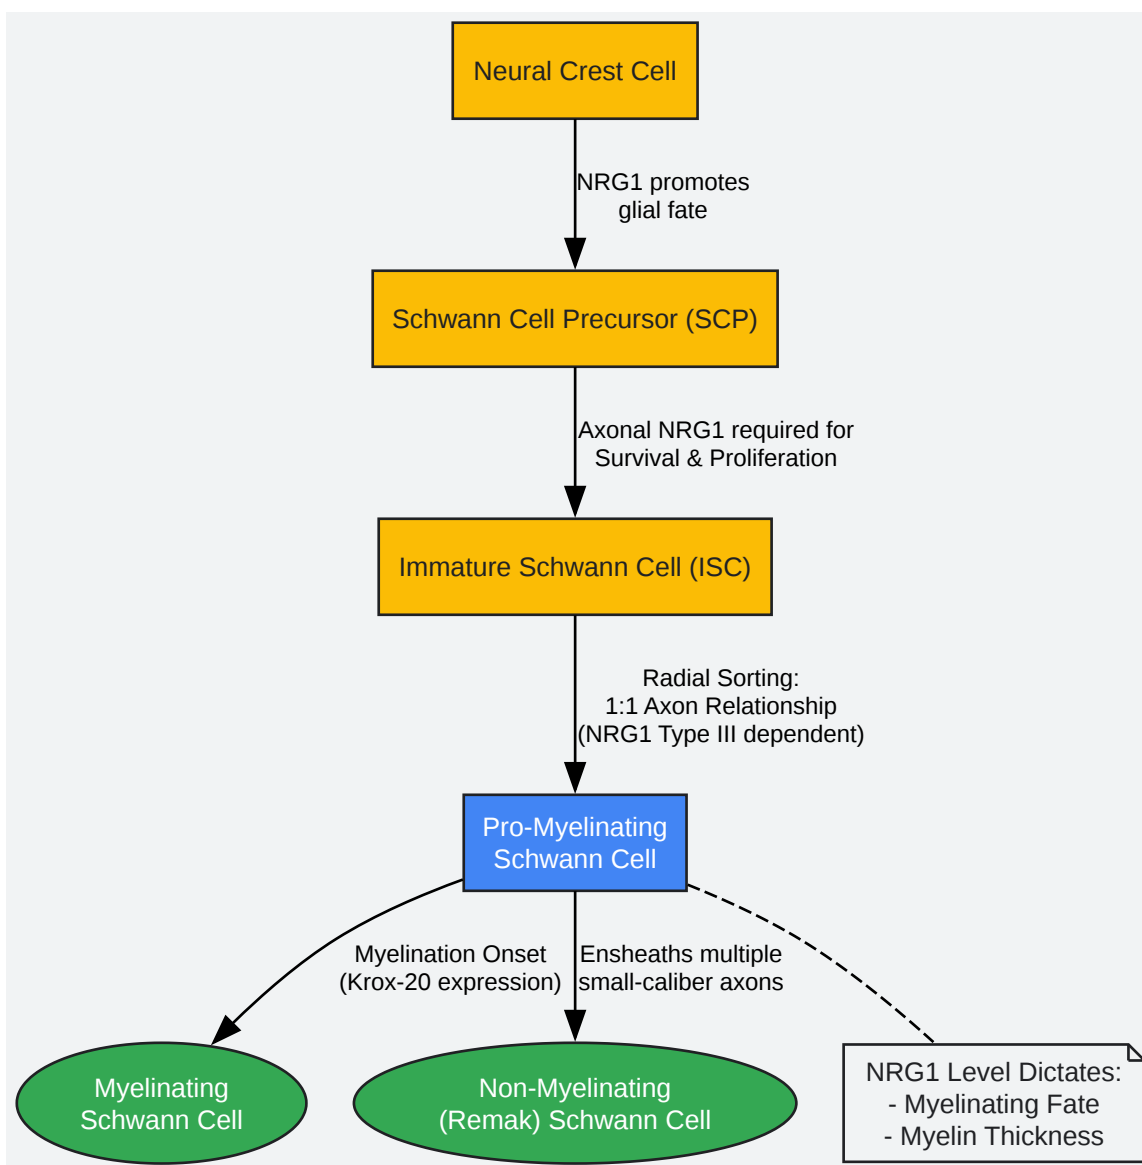 Neural Crest Cell
NRG1 promotes
glial fate
Schwann Cell Precursor (SCP)
Axonal NRG1 required for
Survival & Proliferation
Immature Schwann Cell (ISC)
Radial Sorting:
1:1 Axon Relationship
(NRG1 Type III dependent)
Pro-Myelinating
Schwann Cell
Myelination Onset
(Krox-20 expression)
Ensheaths multiple
small-caliber axons
Myelinating
Schwann Cell
Non-Myelinating
(Remak) Schwann Cell
NRG1 Level Dictates:
- Myelinating Fate
- Myelin Thickness